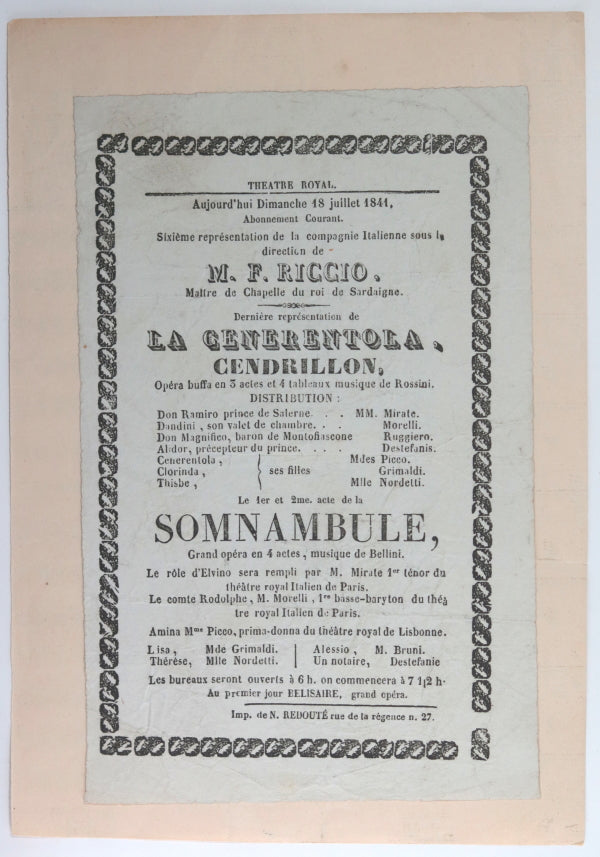 THEATRE ROYAL.
Aujourd'hui Dimanche 18 juillet 1841,
Abonnement Courant.
Sixième représentation de la compagnie Italienne sous la
direction de
M. F. RICCIO.
Maître de Chapelle du roi de Sardaigne.
Dernière représentation de
LA CENERENTOLA,
CENDRILLON,
Opéra buffa en 3 actes et 4 tableaux musique de Rossini.
DISTRIBUTION :
Don Ramiro prince de Salerne. . . MM. Mirate.
Dandini , son valet de chambre. . . Morelli.
Don Magnifico, baron de Montofiascone Ruggiero.
Alidor, précepteur du prince. . . . Destefanis.
Cenerentola , Mdes Picco.
Clorinda , ses filles Grimaldi.
Thisbe , Mlle Nordetti.
Le 1er et 2me. acte de la
SOMNAMBULE,
Grand opéra en 4 actes , musique de Bellini.
Le rôle d'Elvino sera rempli par M. Mirate 1er ténor du
théâtre royal Italien de Paris.
Le comte Rodolphe, M. Morelli , 1re basse-baryton du théâ
tre royal Italien de Paris.
Amina Mme Picco, prima-donna du théâtre royal de Lisbonne.
Lisa , Mde Grimaldi. Alessio , M. Bruni.
Thérèse, Mlle Nordetti. Un notaire, Destefanie
Les bureaux seront ouverts à 6 h. on commencera à 7 1|2 h.
Au premier jour BELISAIRE, grand opéra.
Imp. de N. REDOUTÉ rue de la régence n. 27.